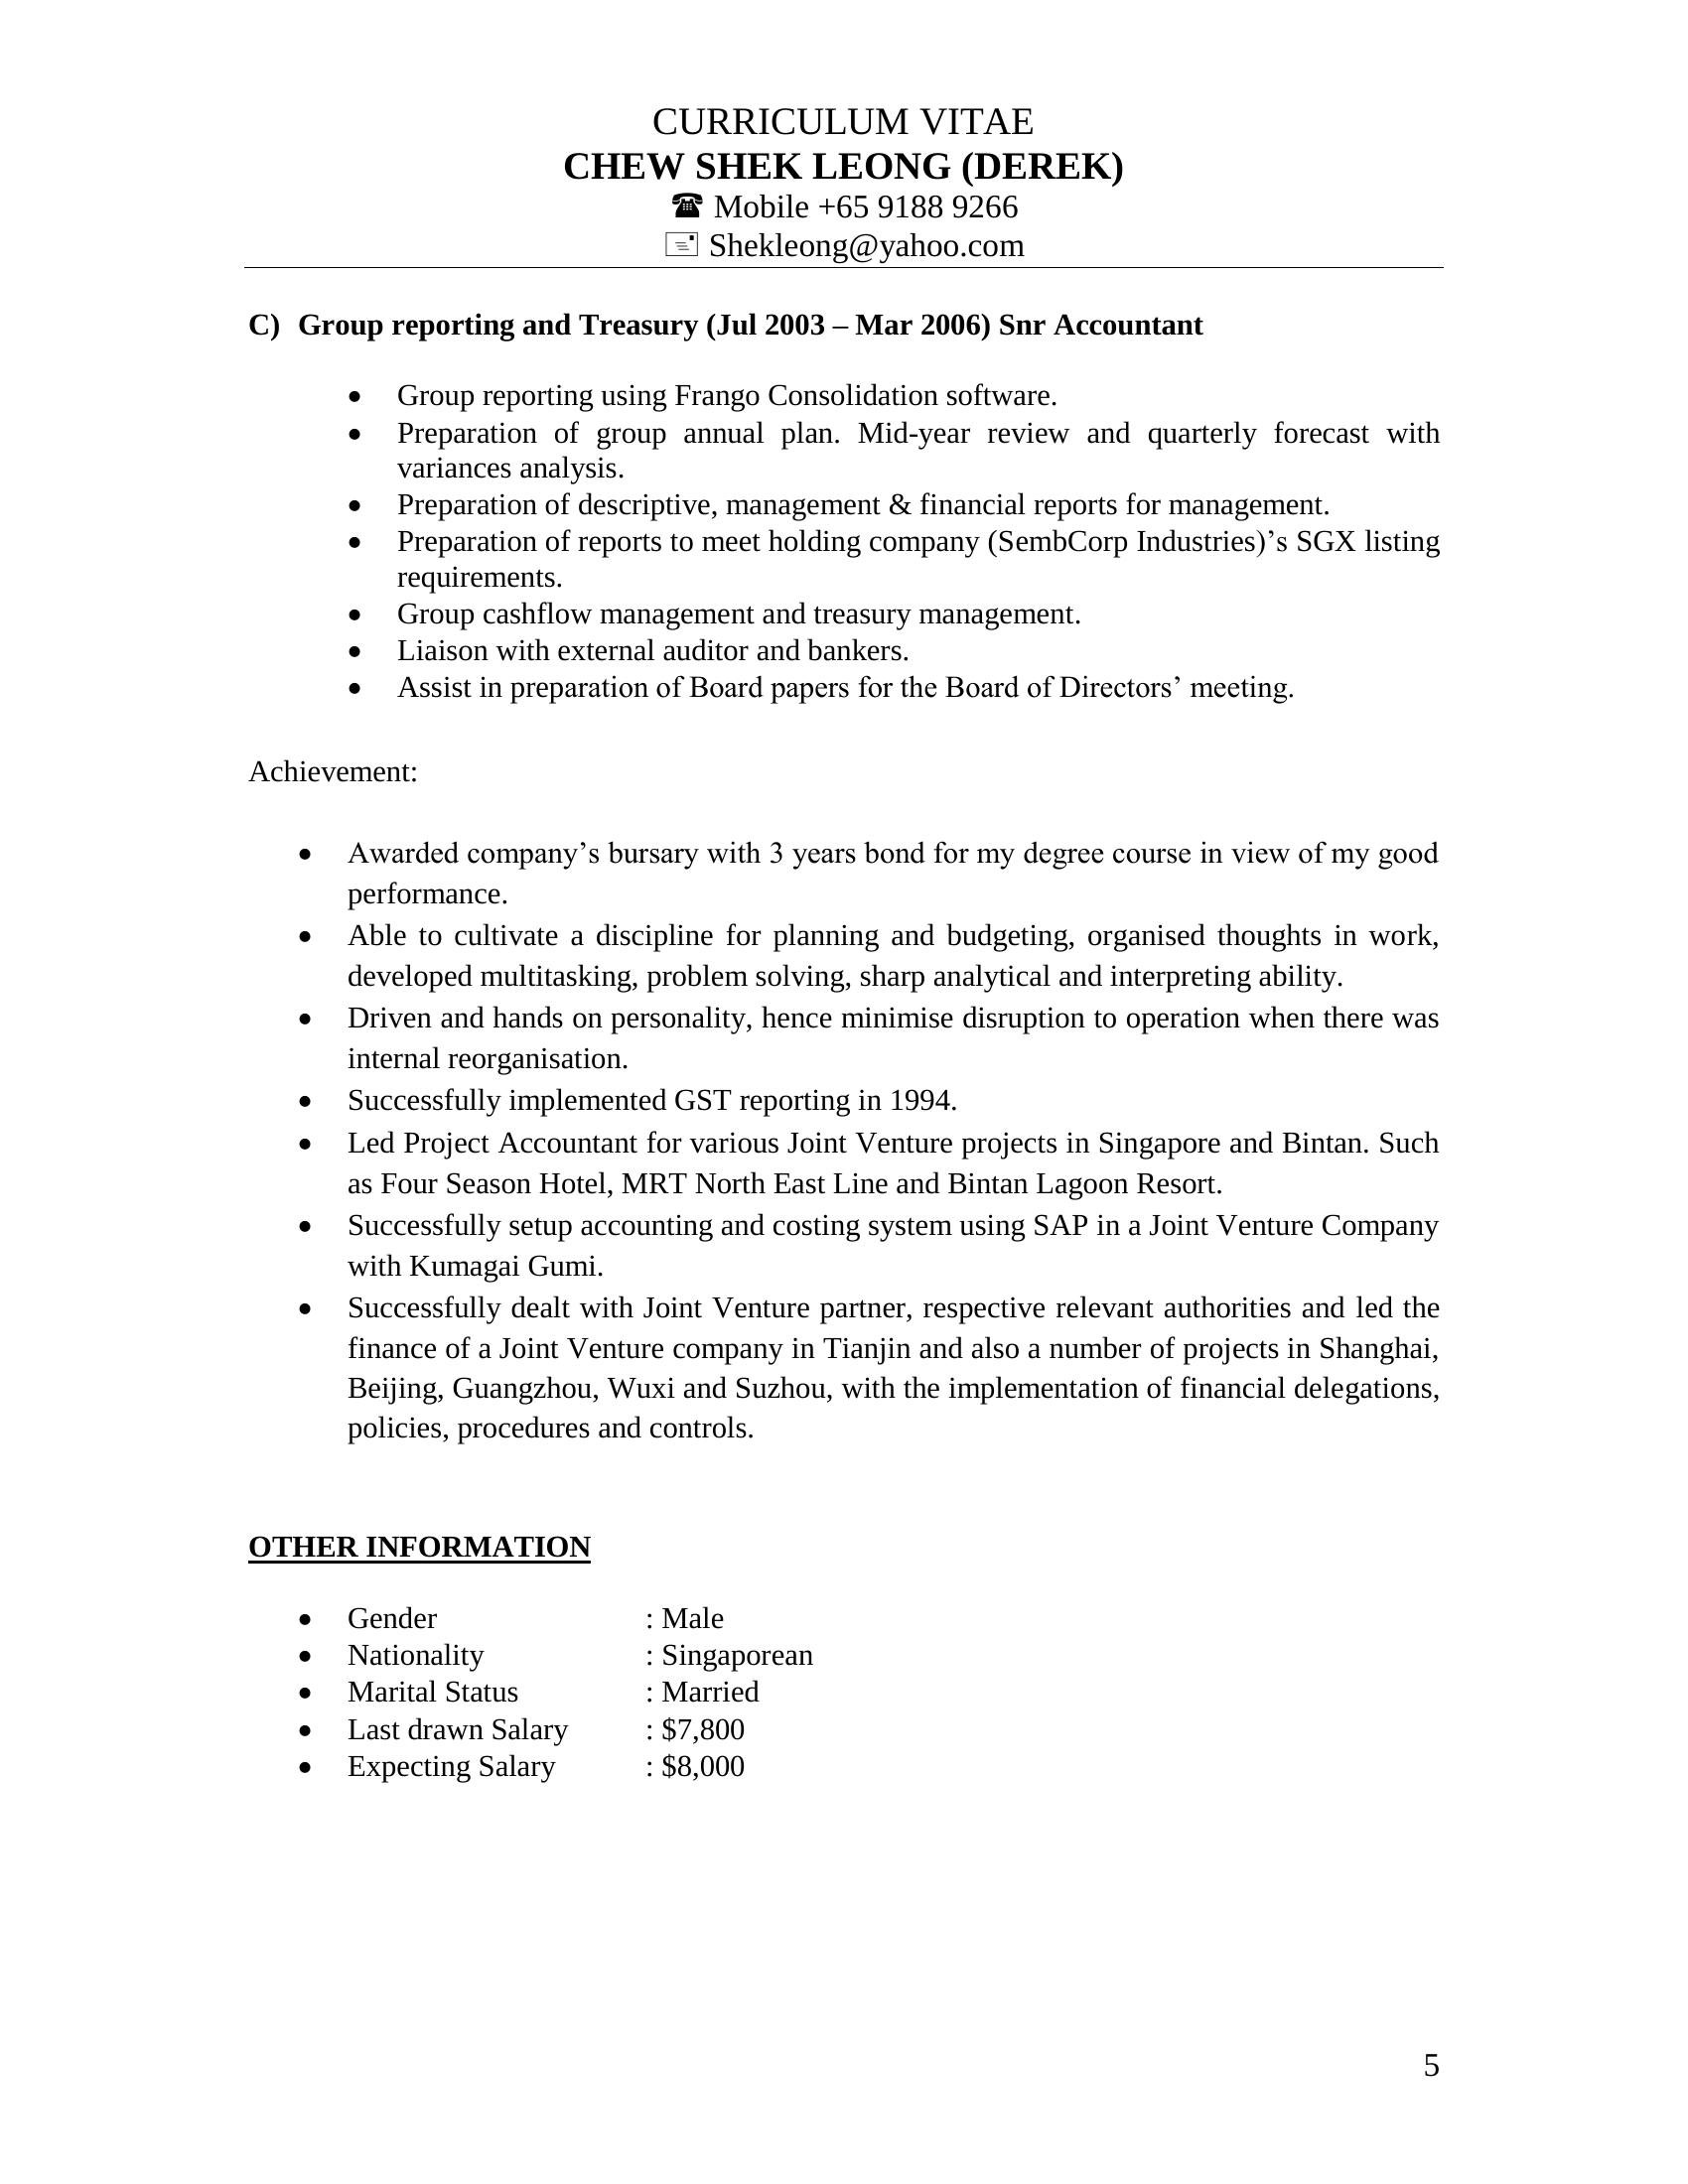 CURRICULUM VITAE
CHEW SHEK LEONG (DEREK)
☎ Mobile +65 9188 9266
Shekleong@yahoo.com
C) Group reporting and Treasury (Jul 2003 – Mar 2006) Snr Accountant
• Group reporting using Frango Consolidation software.
• Preparation of group annual plan. Mid-year review and quarterly forecast with
variances analysis.
• Preparation of descriptive, management & financial reports for management.
• Preparation of reports to meet holding company (SembCorp Industries)’s SGX listing
requirements.
• Group cashflow management and treasury management.
• Liaison with external auditor and bankers.
• Assist in preparation of Board papers for the Board of Directors’ meeting.
Achievement:
• Awarded company’s bursary with 3 years bond for my degree course in view of my good
performance.
• Able to cultivate a discipline for planning and budgeting, organised thoughts in work,
developed multitasking, problem solving, sharp analytical and interpreting ability.
• Driven and hands on personality, hence minimise disruption to operation when there was
internal reorganisation.
• Successfully implemented GST reporting in 1994.
• Led Project Accountant for various Joint Venture projects in Singapore and Bintan. Such
as Four Season Hotel, MRT North East Line and Bintan Lagoon Resort.
• Successfully setup accounting and costing system using SAP in a Joint Venture Company
with Kumagai Gumi.
• Successfully dealt with Joint Venture partner, respective relevant authorities and led the
finance of a Joint Venture company in Tianjin and also a number of projects in Shanghai,
Beijing, Guangzhou, Wuxi and Suzhou, with the implementation of financial delegations,
policies, procedures and controls.
OTHER INFORMATION
• Gender : Male
• Nationality : Singaporean
• Marital Status : Married
• Last drawn Salary : $7,800
• Expecting Salary : $8,000
5